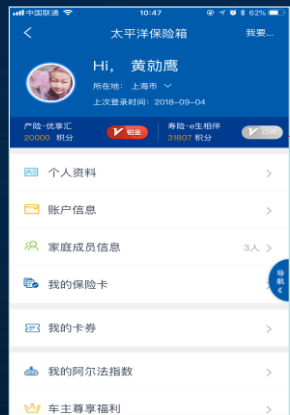 中国联通 10:47 62%
太平洋保险箱 我要...
Hi, 黄勍鹰
所在地: 上海市
上次登录时间: 2018-09-04
产险·优享汇 铂金 寿险·e生相伴
20000 积分 31807 积分
个人资料
账户信息
家庭成员信息 3人
导航
我的保险卡
我的卡券
我的阿尔法指数
车主尊享福利